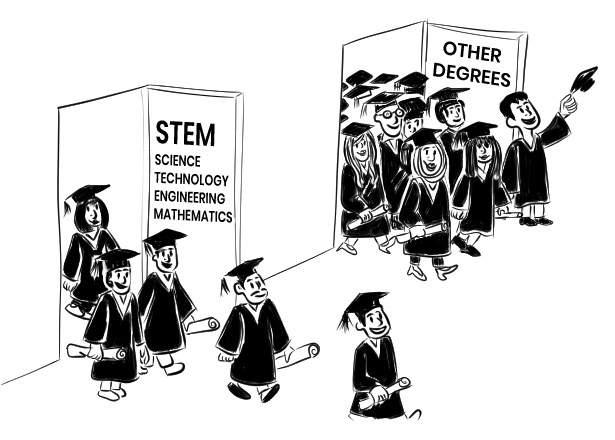 STEM
SCIENCE
TECHNOLOGY
ENGINEERING
MATHEMATICS
OTHER
DEGREES